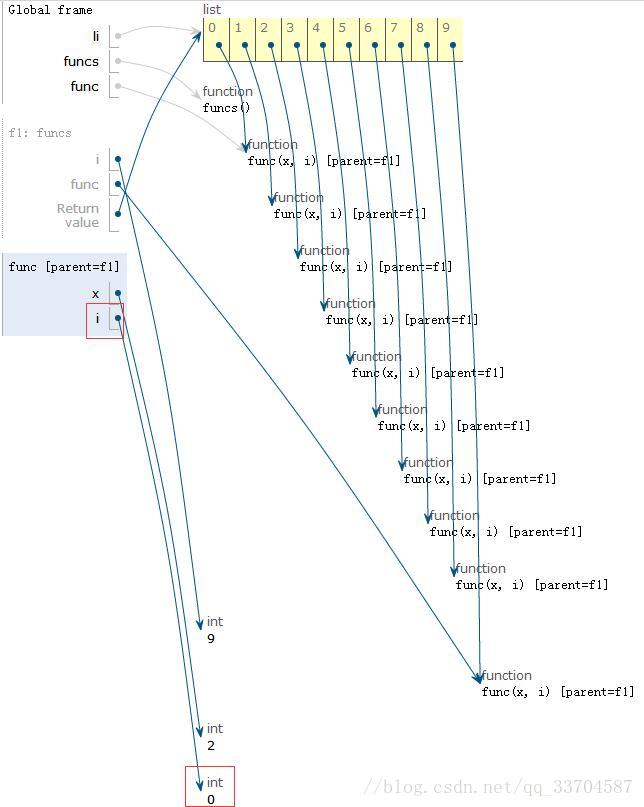 Global frame
li
funcs
func
list
0 1 2 3 4 5 6 7 8 9
function
funcs()
function
func(x, i) [parent=f1]
f1: funcs
i
func
Return
value
function
func(x, i) [parent=f1]
func [parent=f1]
x
i
function
func(x, i) [parent=f1]
function
func(x, i) [parent=f1]
function
func(x, i) [parent=f1]
function
func(x, i) [parent=f1]
function
func(x, i) [parent=f1]
function
func(x, i) [parent=f1]
function
func(x, i) [parent=f1]
int
9
function
func(x, i) [parent=f1]
int
2
int
0
//blog.csdn.net/qq_33704587